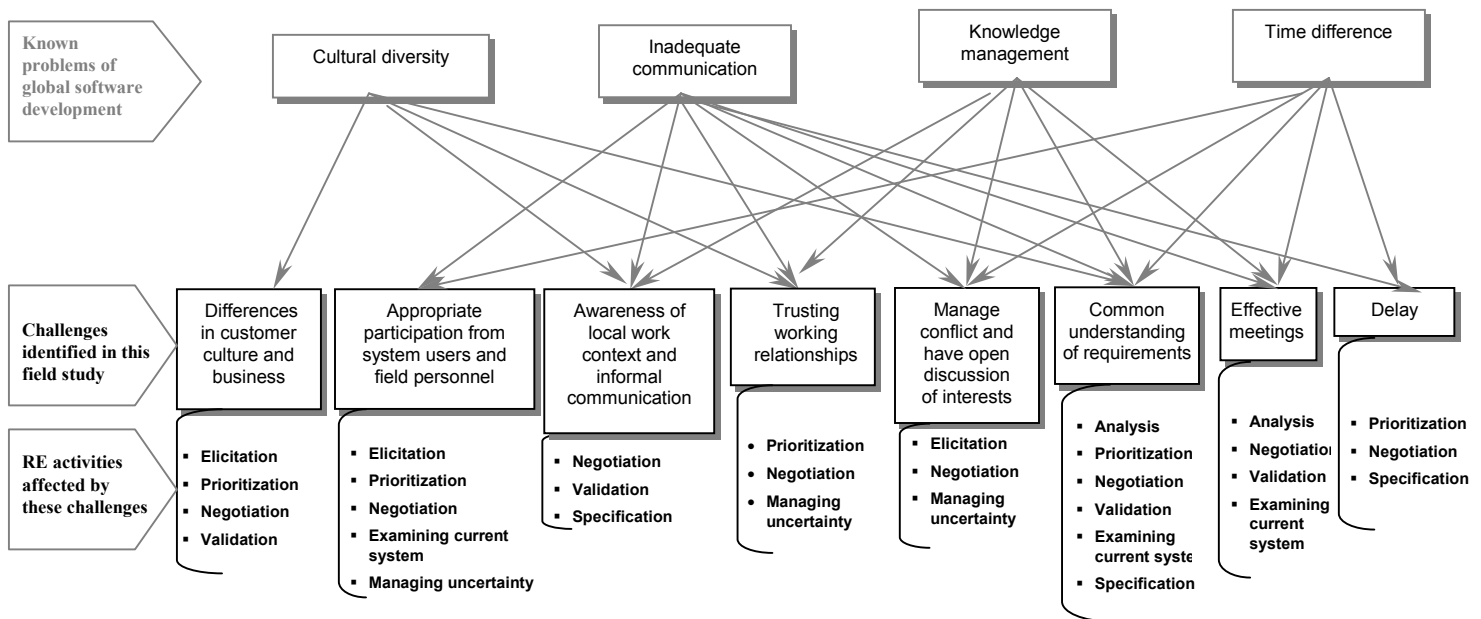 Known
problems of
global software
development
Cultural diversity
Inadequate
communication
Knowledge
management
Time difference
Challenges
identified in this
field study
Differences
in customer
culture and
business
Appropriate
participation from
system users and
field personnel
Awareness of
local work
context and
informal
communication
Trusting
working
relationships
Manage
conflict and
have open
discussion
of interests
Common
understanding
of requirements
Effective
meetings
Delay
RE activities
affected by
these challenges
▪ Elicitation
▪ Prioritization
▪ Negotiation
▪ Validation
▪ Elicitation
▪ Prioritization
▪ Negotiation
▪ Examining current
system
▪ Managing uncertainty
▪ Negotiation
▪ Validation
▪ Specification
• Prioritization
• Negotiation
• Managing
uncertainty
▪ Elicitation
▪ Negotiation
▪ Managing
uncertainty
▪ Analysis
▪ Prioritization
▪ Negotiation
▪ Validation
▪ Examining
current syste
▪ Specification
▪ Analysis
▪ Negotiation
▪ Validation
▪ Examining
current
system
▪ Prioritization
▪ Negotiation
▪ Specification